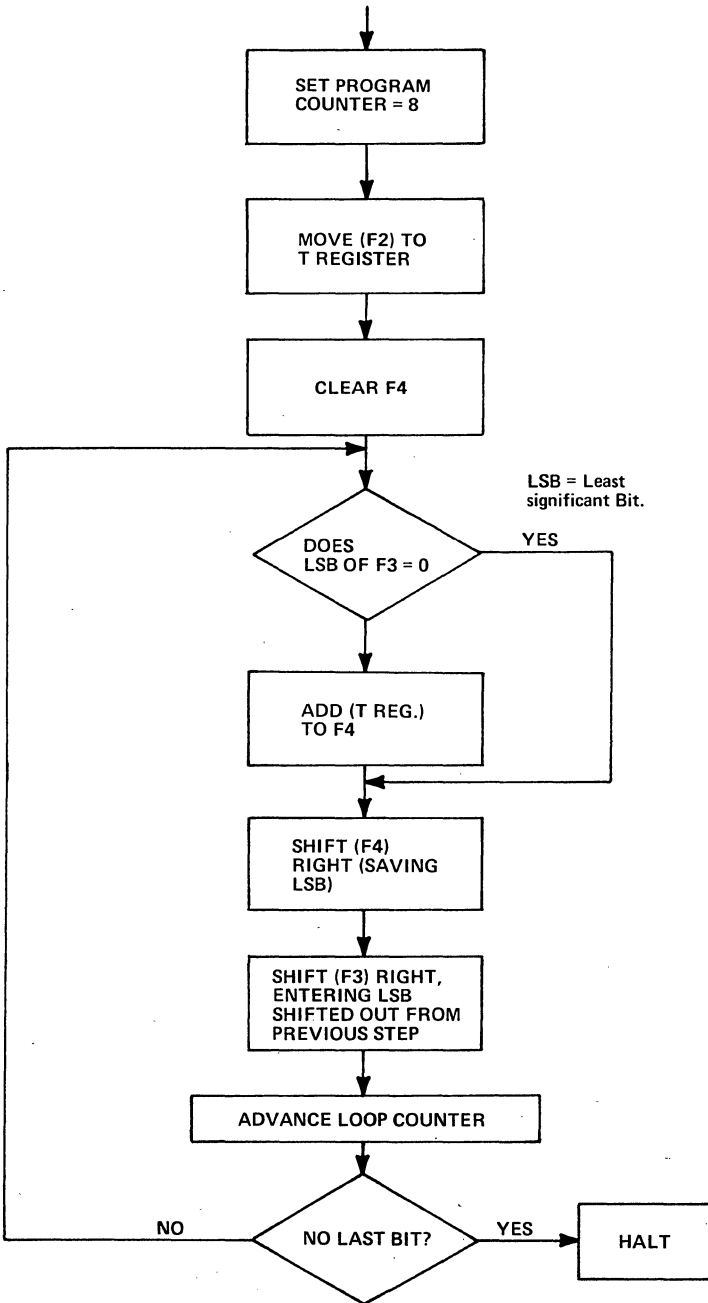 SET PROGRAM
COUNTER = 8
MOVE (F2) TO
T REGISTER
CLEAR F4
LSB = Least
significant Bit.
DOES
LSB OF F3 = 0
YES
ADD (T REG.)
TO F4
SHIFT (F4)
RIGHT (SAVING
LSB)
SHIFT (F3) RIGHT,
ENTERING LSB
SHIFTED OUT FROM
PREVIOUS STEP
ADVANCE LOOP COUNTER
NO
NO LAST BIT?
YES
HALT